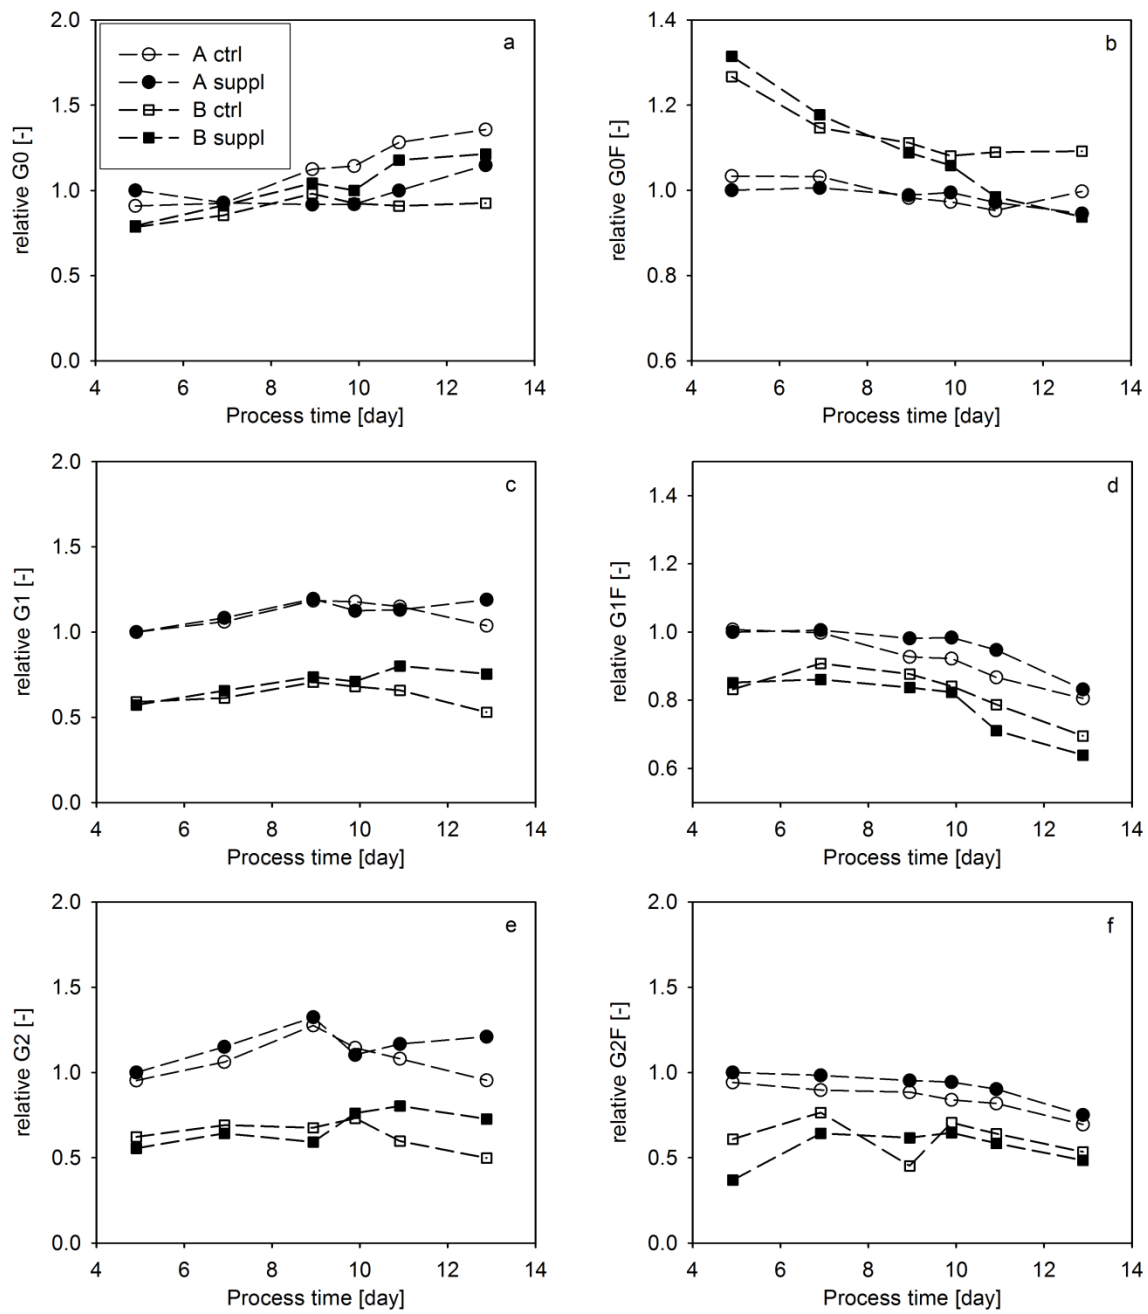 a
A ctrl
A suppl
B ctrl
B suppl
2.0
1.5
1.0
0.5
0.0
relative G0 [-]
4 6 8 10 12 14
Process time [day]
b
1.4
1.2
1.0
0.8
0.6
relative G0F [-]
4 6 8 10 12 14
Process time [day]
c
2.0
1.5
1.0
0.5
0.0
relative G1 [-]
4 6 8 10 12 14
Process time [day]
d
1.4
1.2
1.0
0.8
0.6
relative G1F [-]
4 6 8 10 12 14
Process time [day]
e
2.0
1.5
1.0
0.5
0.0
relative G2 [-]
4 6 8 10 12 14
Process time [day]
f
2.0
1.5
1.0
0.5
0.0
relative G2F [-]
4 6 8 10 12 14
Process time [day]